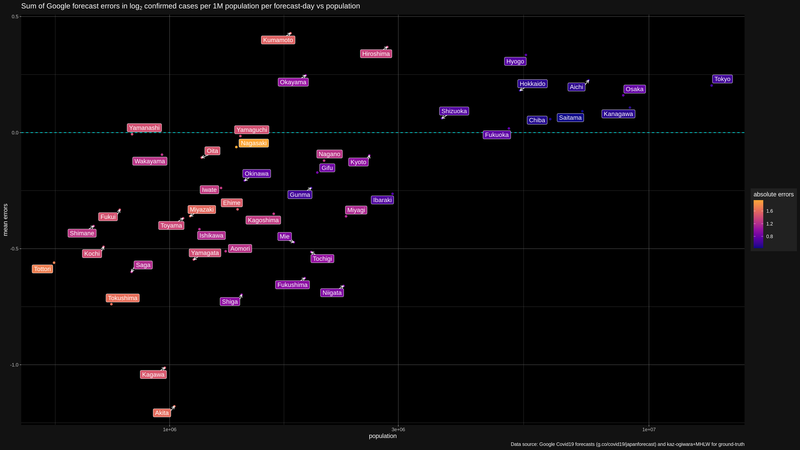 Sum of Google forecast errors in log2 confirmed cases per 1M population per forecast-day vs population
0.5
Kumamoto
Hiroshima
Hyogo
Okayama
Hokkaido
Aichi
Osaka
Tokyo
Shizuoka
Chiba
Saitama
Kanagawa
Yamanashi
Yamaguchi
Fukuoka
0.0
Nagasaki
Oita
Nagano
Wakayama
Kyoto
Gifu
Okinawa
Iwate
Gunma
Ibaraki
Ehime
Miyazaki
Miyagi
Fukui
Kagoshima
Toyama
Shimane
Ishikawa
Mie
mean errors
-0.5
Kochi
Yamagata
Aomori
Tochigi
Tottori
Saga
Fukushima
Niigata
Tokushima
Shiga
-1.0
Kagawa
Akita
1e+06
3e+06
1e+07
population
absolute errors
1.6
1.2
0.8
Data source: Google Covid19 forecasts (g.co/covid19/japanforecast) and kaz-ogiwara+MHLW for ground-truth